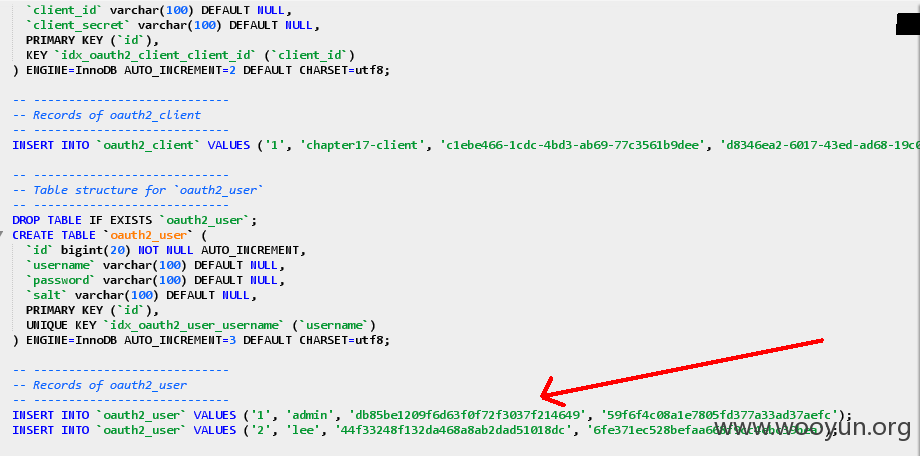 `client_id` varchar(100) DEFAULT NULL,
`client_secret` varchar(100) DEFAULT NULL,
PRIMARY KEY (`id`),
KEY `idx_oauth2_client_client_id` (`client_id`)
) ENGINE=InnoDB AUTO_INCREMENT=2 DEFAULT CHARSET=utf8;
-- ----------------------------
-- Records of oauth2_client
-- ----------------------------
INSERT INTO `oauth2_client` VALUES ('1', 'chapter17-client', 'c1ebe466-1cdc-4bd3-ab69-77c3561b9dee', 'd8346ea2-6017-43ed-ad68-19c0
-- ----------------------------
-- Table structure for `oauth2_user`
-- ----------------------------
DROP TABLE IF EXISTS `oauth2_user`;
CREATE TABLE `oauth2_user` (
`id` bigint(20) NOT NULL AUTO_INCREMENT,
`username` varchar(100) DEFAULT NULL,
`password` varchar(100) DEFAULT NULL,
`salt` varchar(100) DEFAULT NULL,
PRIMARY KEY (`id`),
UNIQUE KEY `idx_oauth2_user_username` (`username`)
) ENGINE=InnoDB AUTO_INCREMENT=3 DEFAULT CHARSET=utf8;
-- ----------------------------
-- Records of oauth2_user
-- ----------------------------
INSERT INTO `oauth2_user` VALUES ('1', 'admin', 'db85be1209f6d63f0f72f3037f214649', '59f6f4c08a1e7805fd377a33ad37aefc');
INSERT INTO `oauth2_user` VALUES ('2', 'lee', '44f33248f132da468a8ab2dad51018dc',
www.wooyun.org